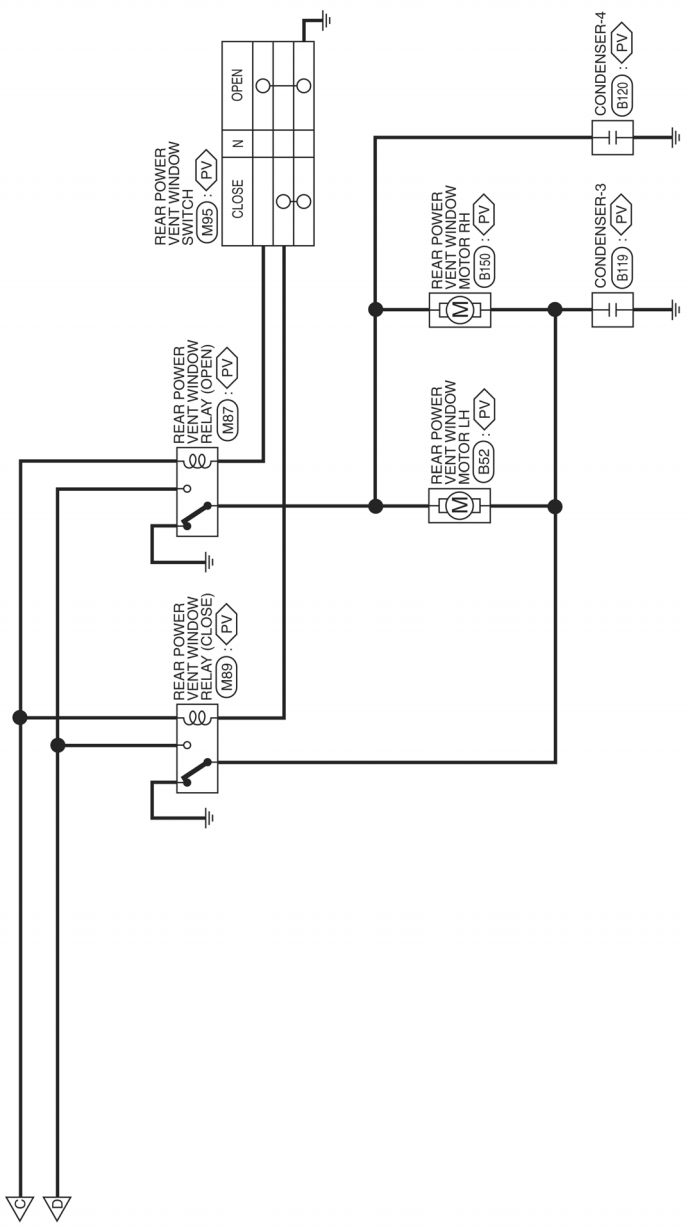 REAR POWER
VENT WINDOW
SWITCH
M95 : PV
CLOSE N OPEN
REAR POWER
VENT WINDOW
RELAY (OPEN)
M87 : PV
REAR POWER
VENT WINDOW
RELAY (CLOSE)
M89 : PV
REAR POWER
VENT WINDOW
MOTOR LH
B52 : PV
M
REAR POWER
VENT WINDOW
MOTOR RH
B150 : PV
M
CONDENSER-3
B119 : PV
CONDENSER-4
B120 : PV
C
D